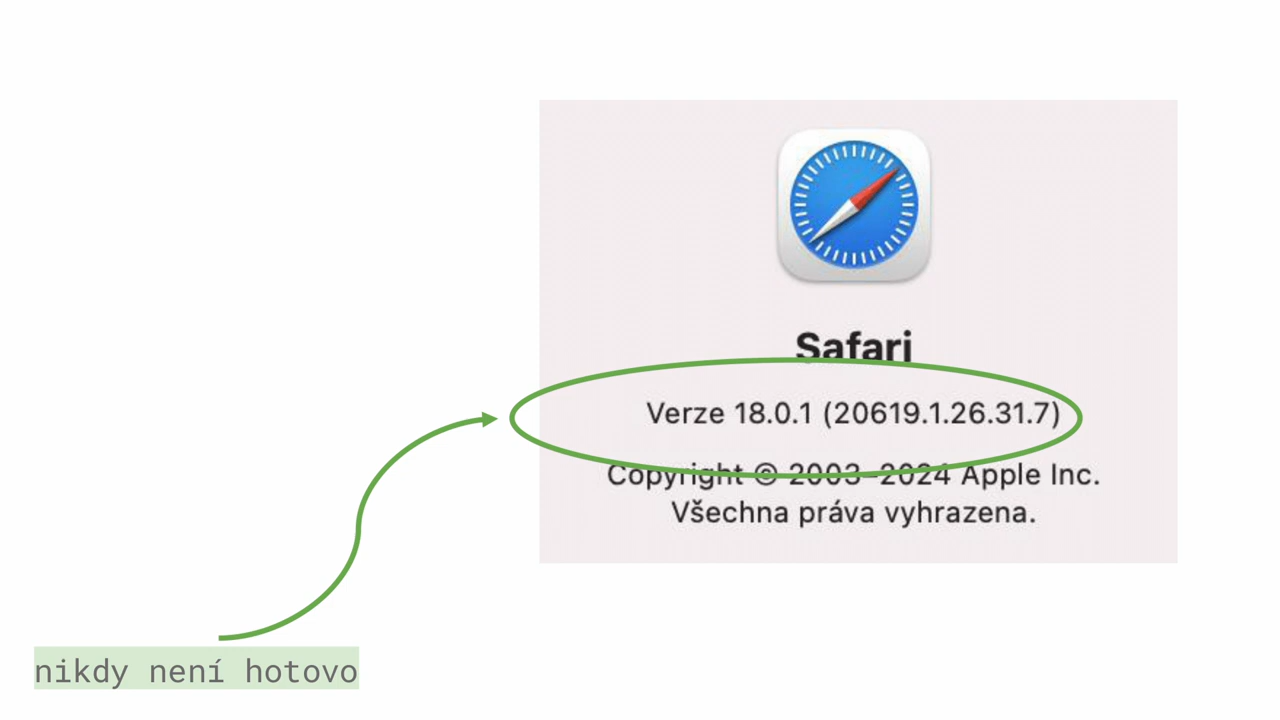 Safari
Verze 18.0.1 (20619.1.26.31.7)
Copyright © 2003–2024 Apple Inc.
Všechna práva vyhrazena.
nikdy není hotovo